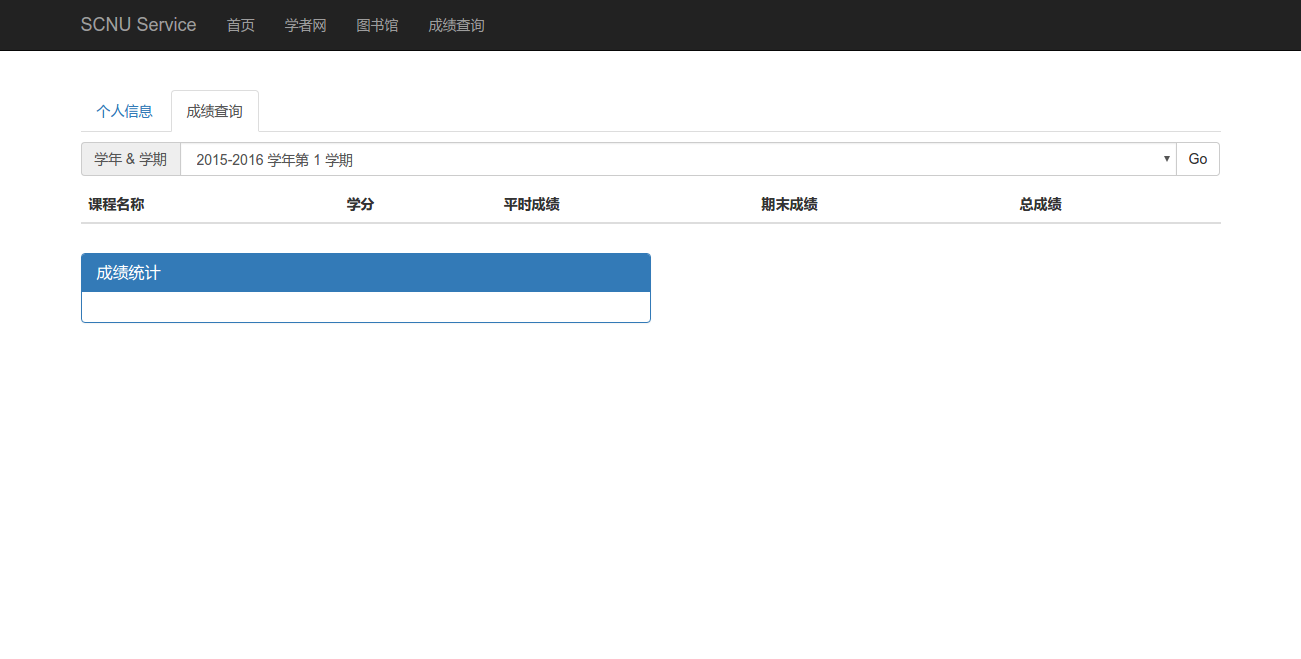 SCNU Service 首页 学者网 图书馆 成绩查询
个人信息 成绩查询
学年 & 学期 2015-2016 学年第 1 学期 Go
课程名称 学分 平时成绩 期末成绩 总成绩
成绩统计